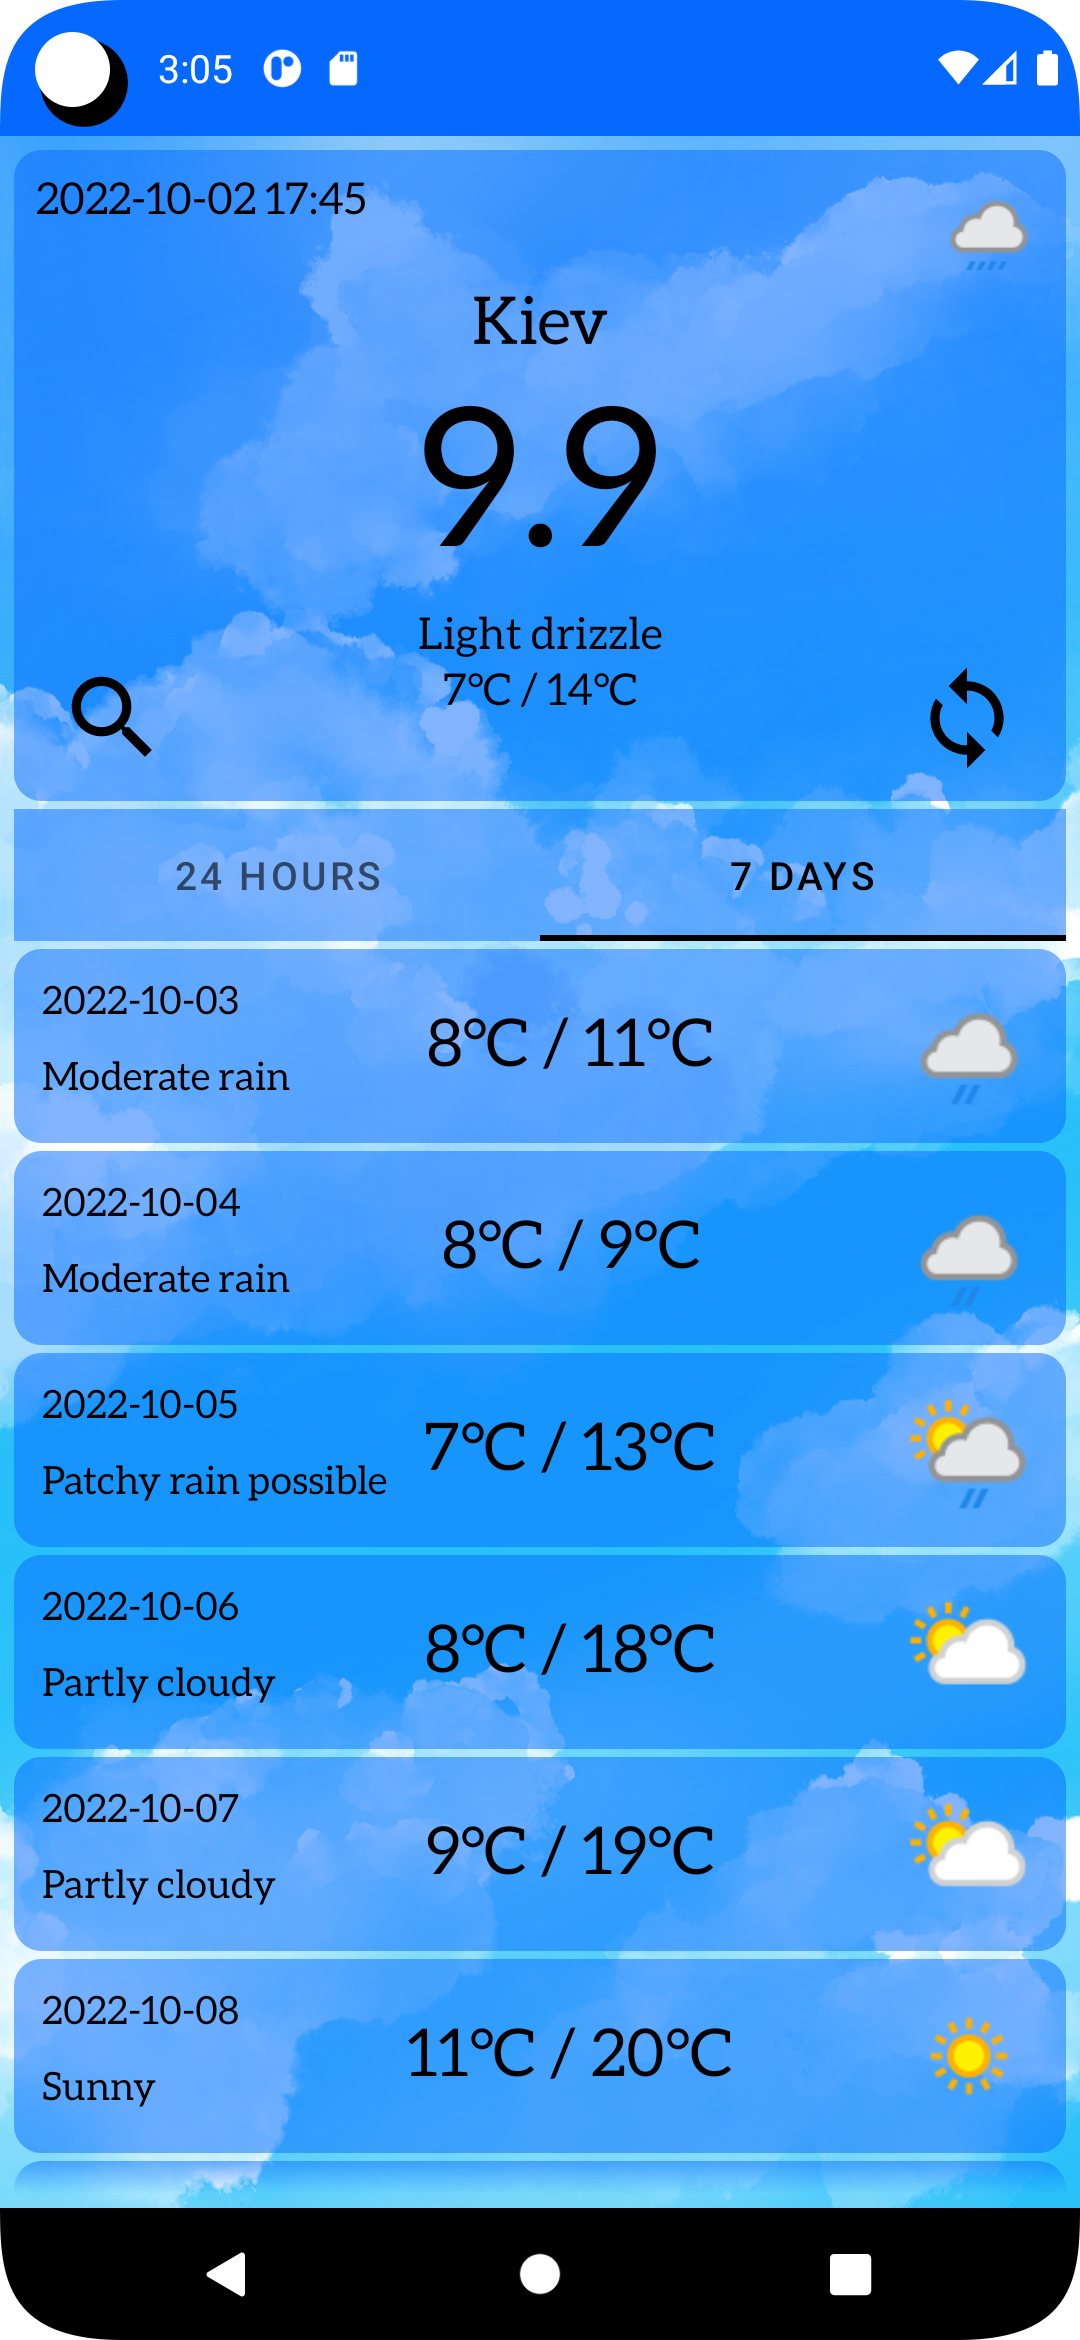 3:05
2022-10-02 17:45
Kiev
9.9
Light drizzle
7°C / 14°C
24 HOURS
7 DAYS
2022-10-03
8°C / 11°C
Moderate rain
2022-10-04
8°C / 9°C
Moderate rain
2022-10-05
7°C / 13°C
Patchy rain possible
2022-10-06
8°C / 18°C
Partly cloudy
2022-10-07
9°C / 19°C
Partly cloudy
2022-10-08
11°C / 20°C
Sunny